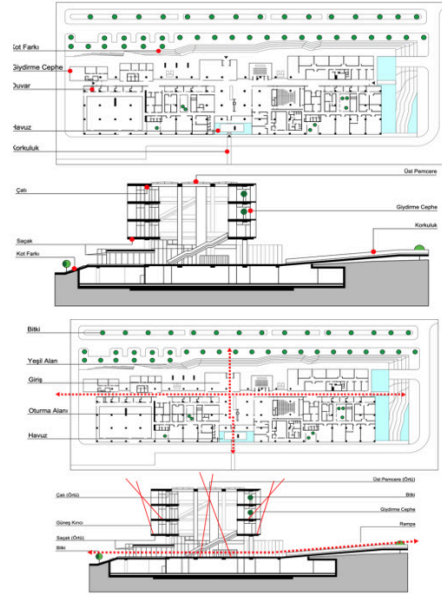 Kot Farkı
Giydirme Cephe
Duvar
Havuz
Korkuluk
Üst Pencere
Çatı
Giydirme Cephe
Korkuluk
Saçak
Kot Farkı
Bitki
Yeşil Alan
Giriş
Oturma Alanı
Havuz
Üst Pencere (Örtü)
Çatı (Örtü)
Bitki
Giydirme Cephe
Güneş Kırıcı
Rampa
Saçak (Örtü)
Bitki